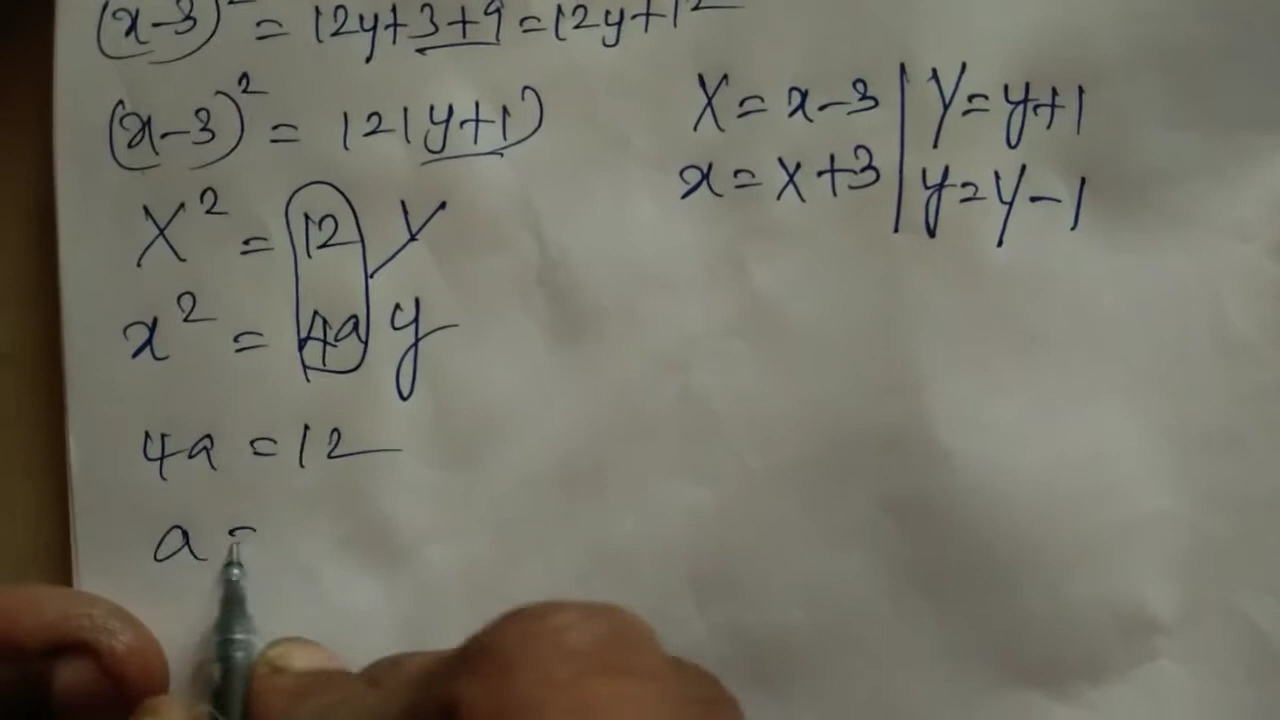 (x-3)² = 12y+3+9 = 12y+12
(x-3)² = 12(y+1)
X² = 12 Y
x² = 4a y
4a = 12
a =
X = x-3 | Y = y+1
x = X+3 | y = Y-1